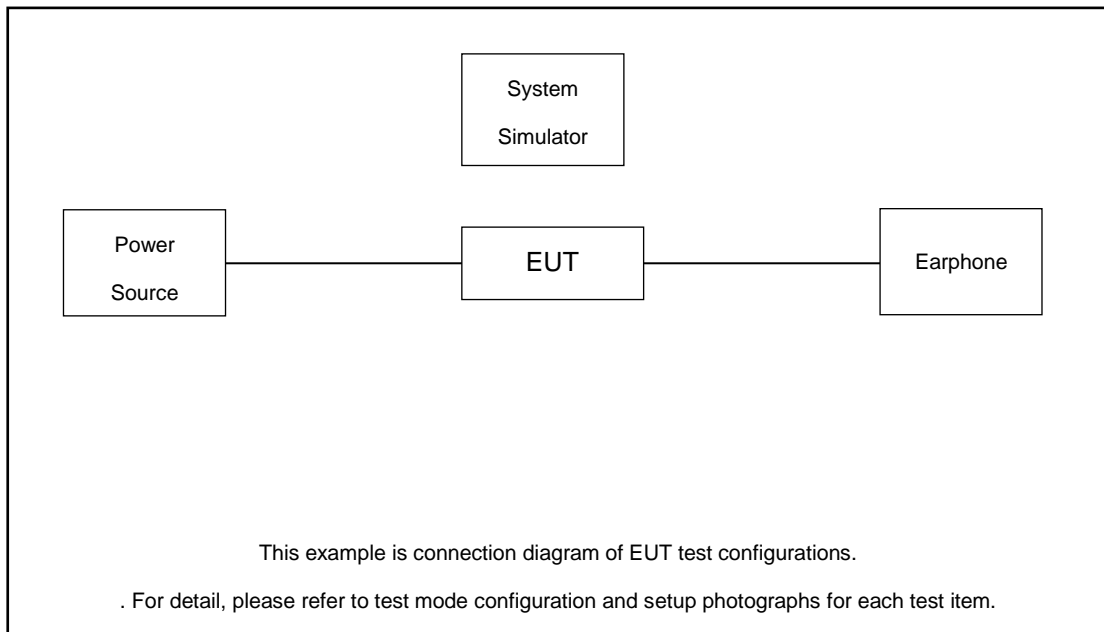 System
Simulator
Power
Source
EUT
Earphone
This example is connection diagram of EUT test configurations.
. For detail, please refer to test mode configuration and setup photographs for each test item.